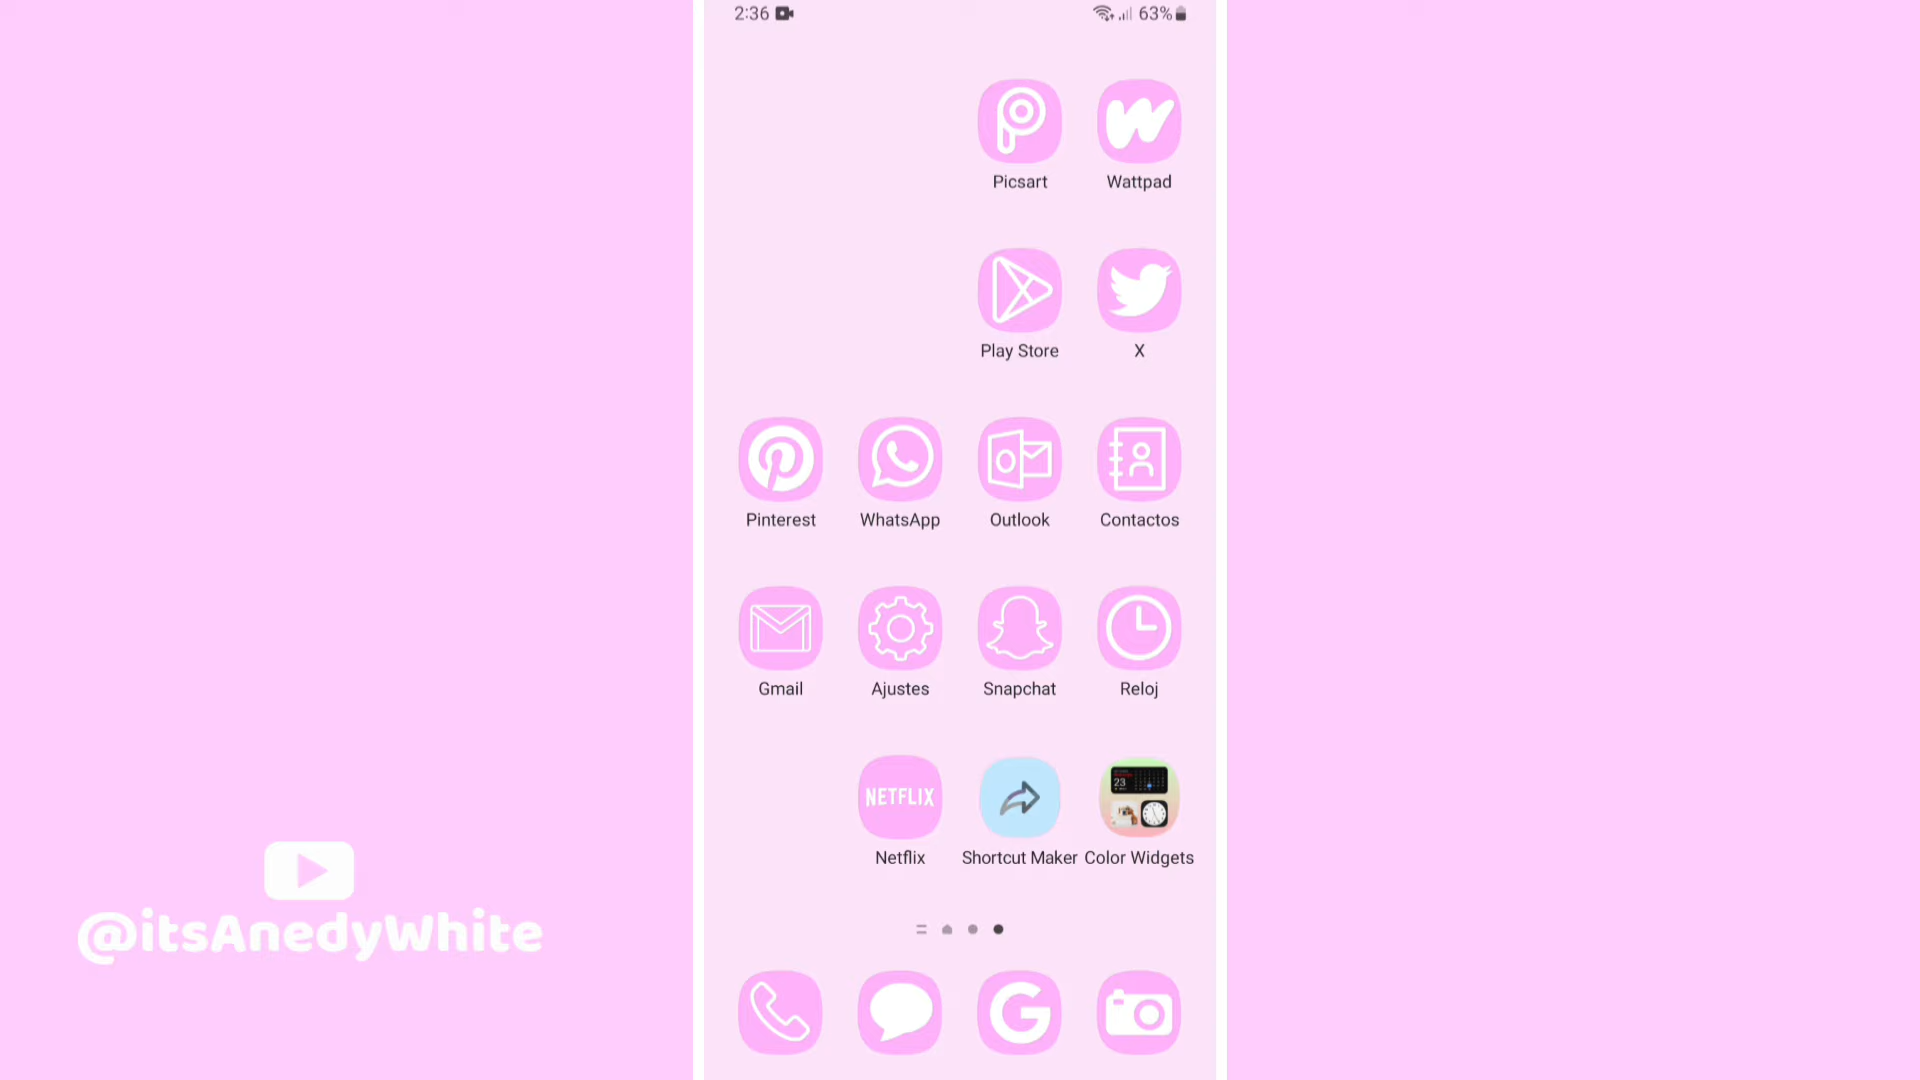 2:36
63%
Picsart
Wattpad
Play Store
X
Pinterest
WhatsApp
Outlook
Contactos
Gmail
Ajustes
Snapchat
Reloj
NETFLIX
23
Netflix
Shortcut Maker
Color Widgets
@itsAnedyWhite